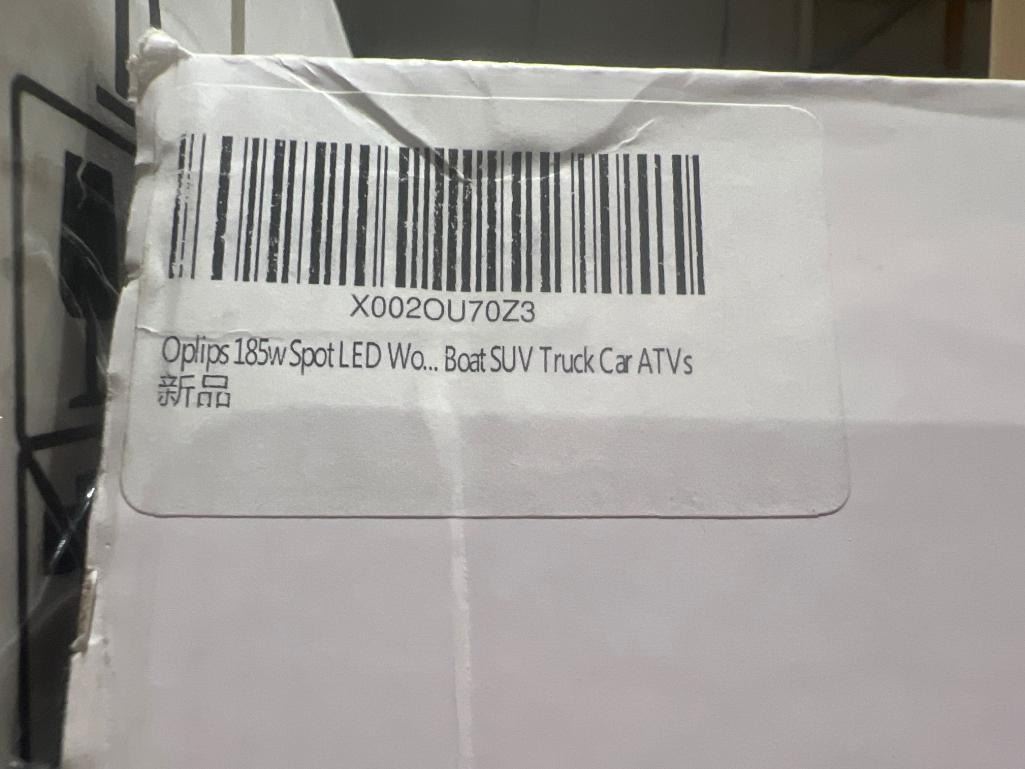 X002OU70Z3
Oplips 185w Spot LED Wo... Boat SUV Truck Car ATVs
新品